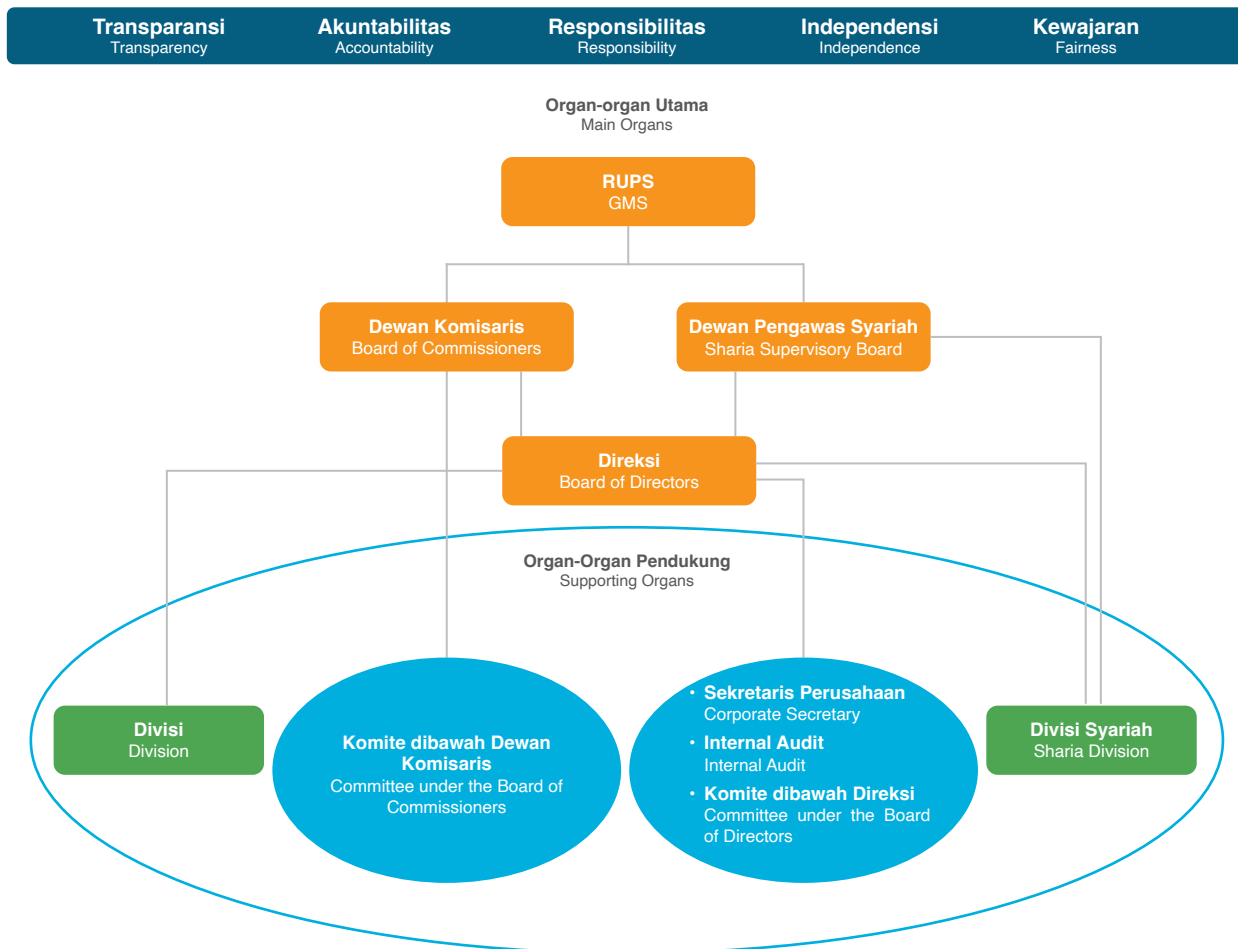 Transparansi
Transparency
Akuntabilitas
Accountability
Responsibilitas
Responsibility
Independensi
Independence
Kewajaran
Fairness
Organ-organ Utama
Main Organs
RUPS
GMS
Dewan Komisaris
Board of Commissioners
Dewan Pengawas Syariah
Sharia Supervisory Board
Direksi
Board of Directors
Organ-Organ Pendukung
Supporting Organs
Divisi
Division
Komite dibawah Dewan
Komisaris
Committee under the Board of
Commissioners
• Sekretaris Perusahaan
Corporate Secretary
• Internal Audit
Internal Audit
• Komite dibawah Direksi
Committee under the Board
of Directors
Divisi Syariah
Sharia Division